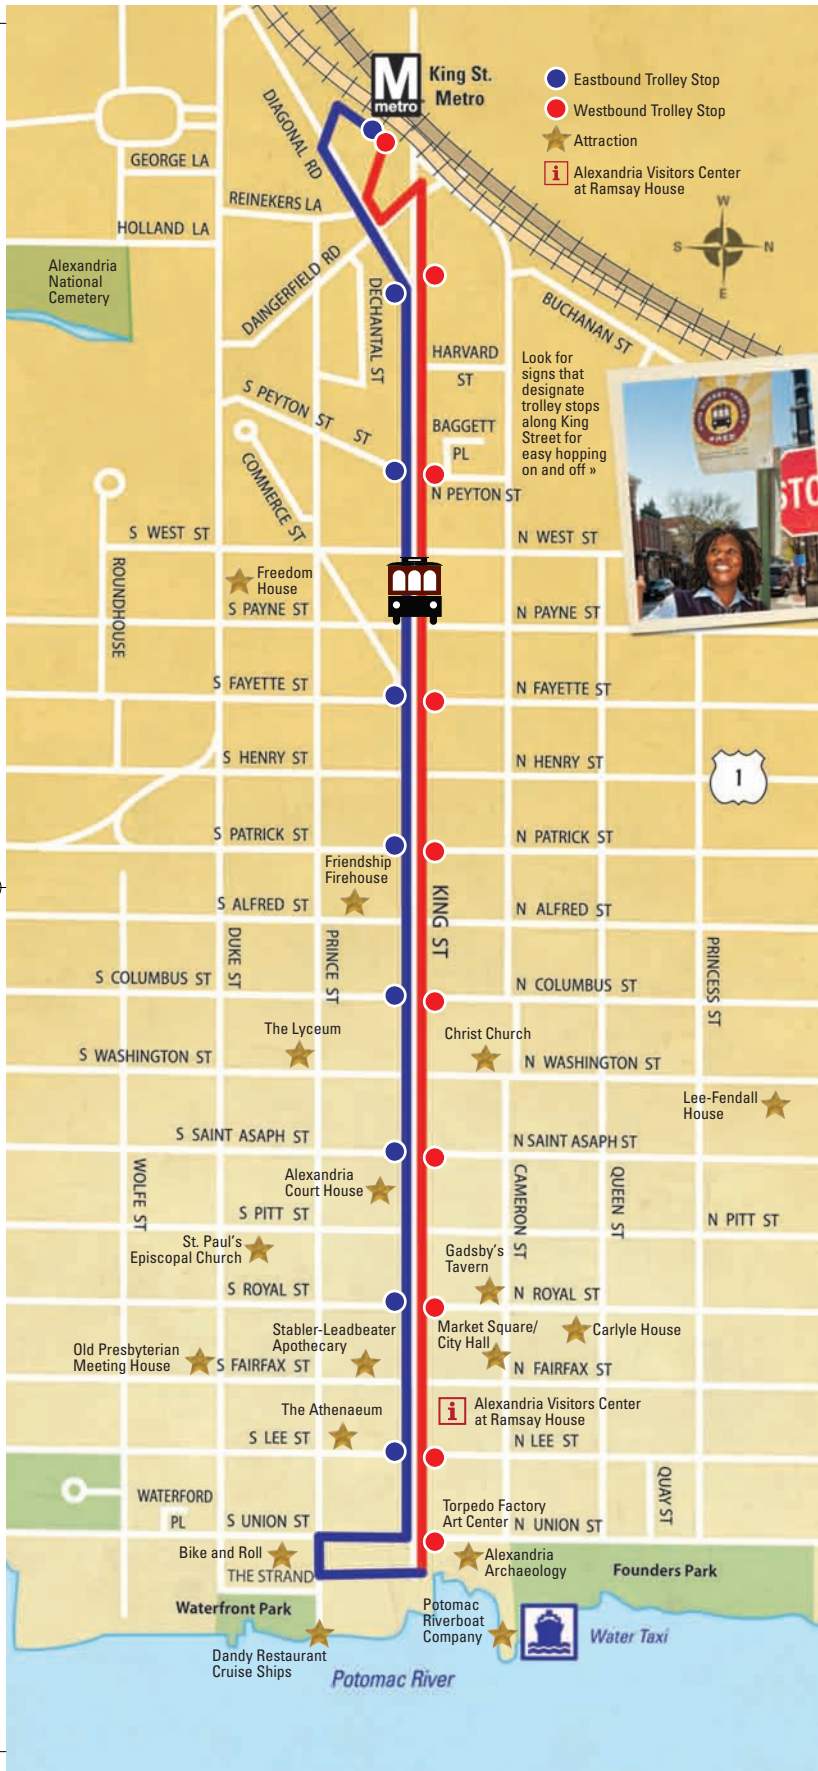 M
metro
King St.
Metro
Eastbound Trolley Stop
Westbound Trolley Stop
Attraction
i
Alexandria Visitors Center
at Ramsay House
W
S
N
E
DIAGONAL RD
GEORGE LA
REINEKERS LA
HOLLAND LA
Alexandria
National
Cemetery
DAINGERFIELD RD
DECHANTAL ST
BUCHANAN ST
HARVARD
ST
Look for
signs that
designate
trolley stops
along King
Street for
easy hopping
on and off »
KING STREET TROLLEY
FREE
STO
S PEYTON ST
ST
BAGGETT
PL
COMMERCE ST
N PEYTON ST
S WEST ST
N WEST ST
ROUNDHOUSE
Freedom
House
S PAYNE ST
N PAYNE ST
S FAYETTE ST
N FAYETTE ST
S HENRY ST
N HENRY ST
1
S PATRICK ST
N PATRICK ST
Friendship
Firehouse
KING ST
S ALFRED ST
N ALFRED ST
DUKE ST
PRINCE ST
PRINCESS ST
S COLUMBUS ST
N COLUMBUS ST
The Lyceum
Christ Church
S WASHINGTON ST
N WASHINGTON ST
Lee-Fendall
House
S SAINT ASAPH ST
N SAINT ASAPH ST
WOLFE ST
Alexandria
Court House
CAMERON ST
QUEEN ST
S PITT ST
N PITT ST
St. Paul's
Episcopal Church
Gadsby's
Tavern
S ROYAL ST
N ROYAL ST
Stabler-Leadbeater
Apothecary
Market Square/
City Hall
Carlyle House
Old Presbyterian
Meeting House
S FAIRFAX ST
N FAIRFAX ST
The Athenaeum
i
Alexandria Visitors Center
at Ramsay House
S LEE ST
N LEE ST
QUAY ST
WATERFORD
PL
Torpedo Factory
Art Center
S UNION ST
N UNION ST
Bike and Roll
Alexandria
Archaeology
Founders Park
THE STRAND
Waterfront Park
Potomac
Riverboat
Company
Water Taxi
Dandy Restaurant
Cruise Ships
Potomac River